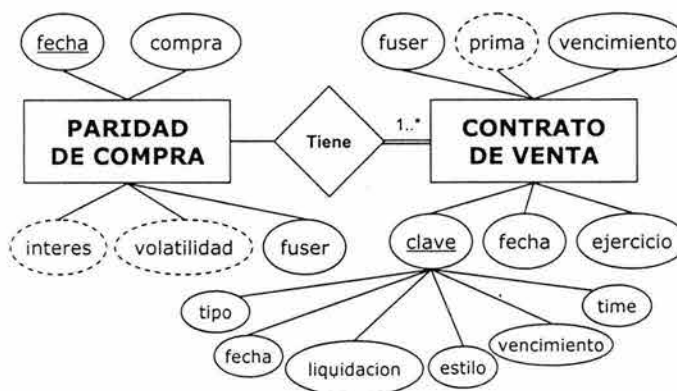 fecha
compra
fuser
prima
vencimiento
PARIDAD
DE COMPRA
Tiene
1..*
CONTRATO
DE VENTA
interes
volatilidad
fuser
clave
fecha
ejercicio
tipo
fecha
liquidacion
estilo
vencimiento
time